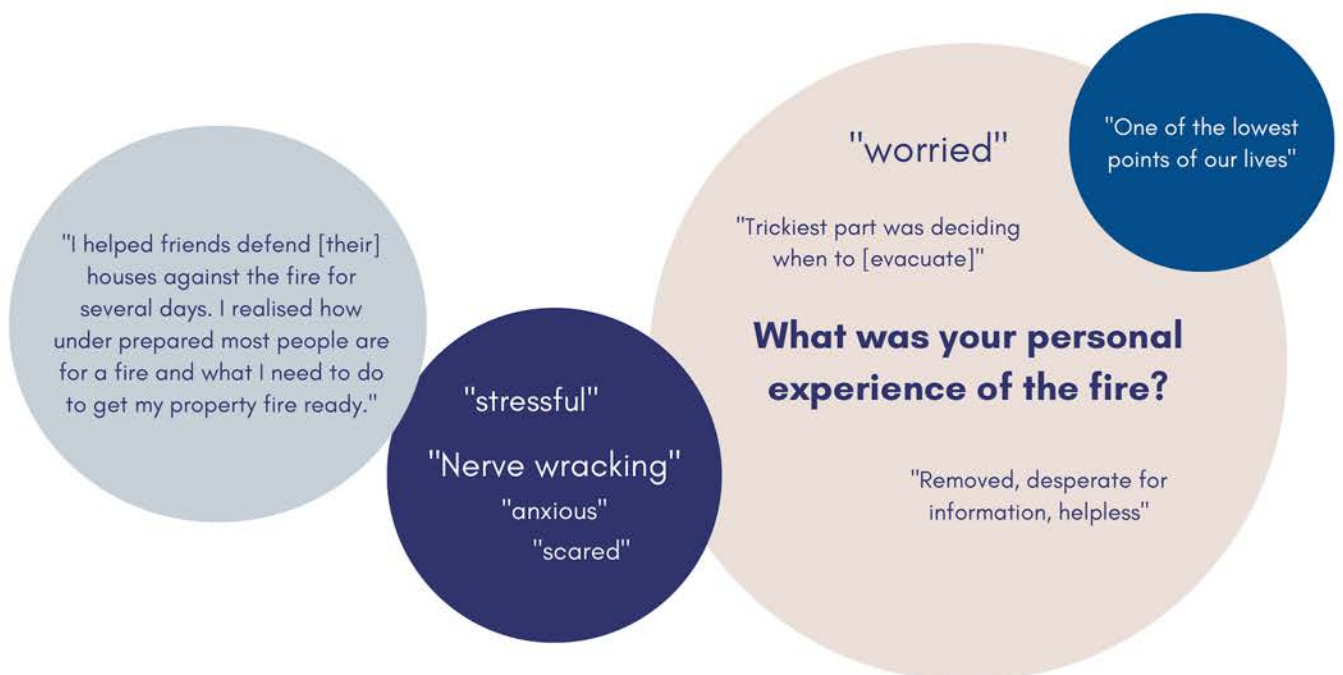 "I helped friends defend [their]
houses against the fire for
several days. I realised how
under prepared most people are
for a fire and what I need to do
to get my property fire ready."
"stressful"
"Nerve wracking"
"anxious"
"scared"
"worried"
"Trickiest part was deciding
when to [evacuate]"
What was your personal
experience of the fire?
"Removed, desperate for
information, helpless"
"One of the lowest
points of our lives"